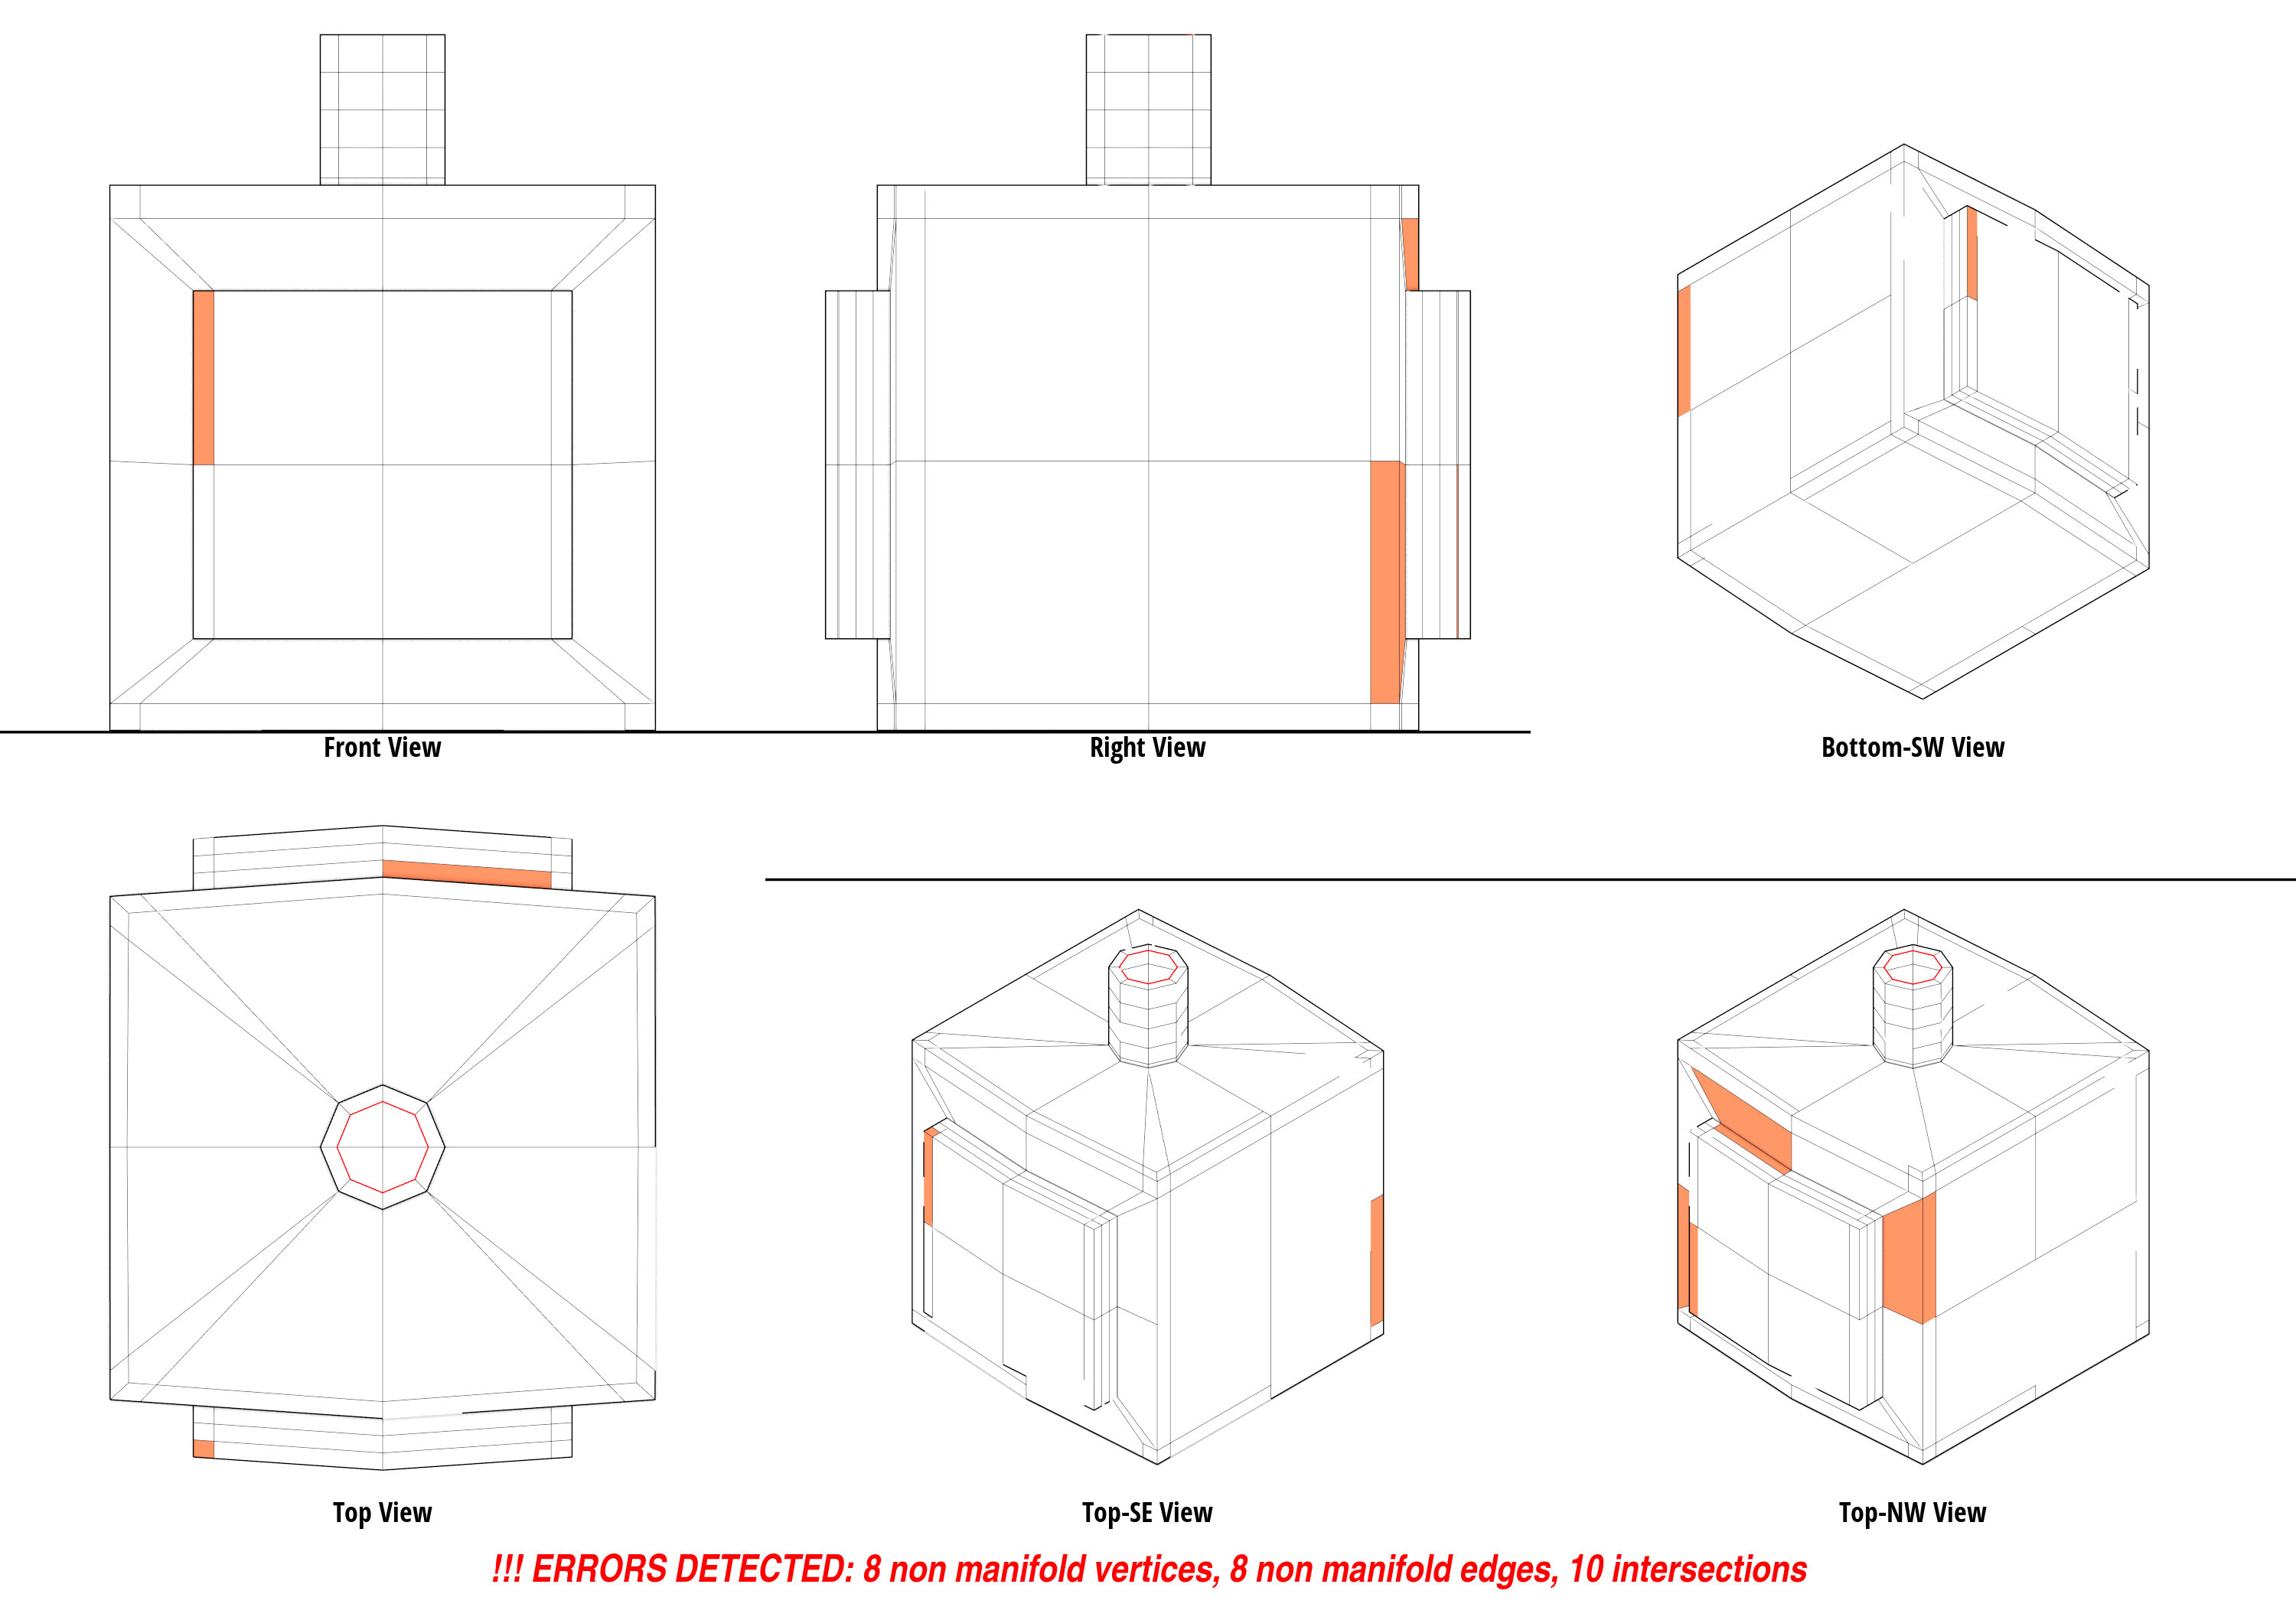 Front View
Right View
Bottom-SW View
Top View
Top-SE View
Top-NW View
!!! ERRORS DETECTED: 8 non manifold vertices, 8 non manifold edges, 10 intersections